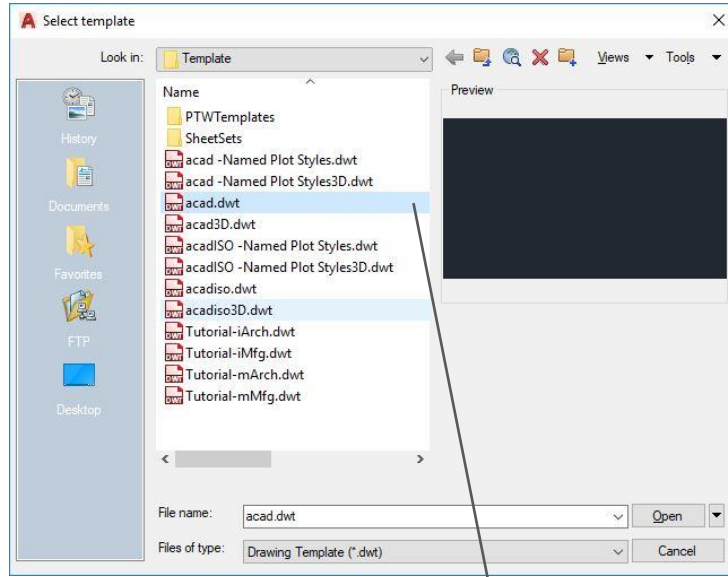 Select template
Look in: Template Views Tools
Name
PTWTemplates
SheetSets
acad -Named Plot Styles.dwt
acad -Named Plot Styles3D.dwt
acad.dwt
acad3D.dwt
acadISO -Named Plot Styles.dwt
acadISO -Named Plot Styles3D.dwt
acadiso.dwt
acadiso3D.dwt
Tutorial-iArch.dwt
Tutorial-iMfg.dwt
Tutorial-mArch.dwt
Tutorial-mMfg.dwt
Preview
History
Documents
Favorites
FTP
Desktop
File name: acad.dwt Open
Files of type: Drawing Template (*.dwt) Cancel